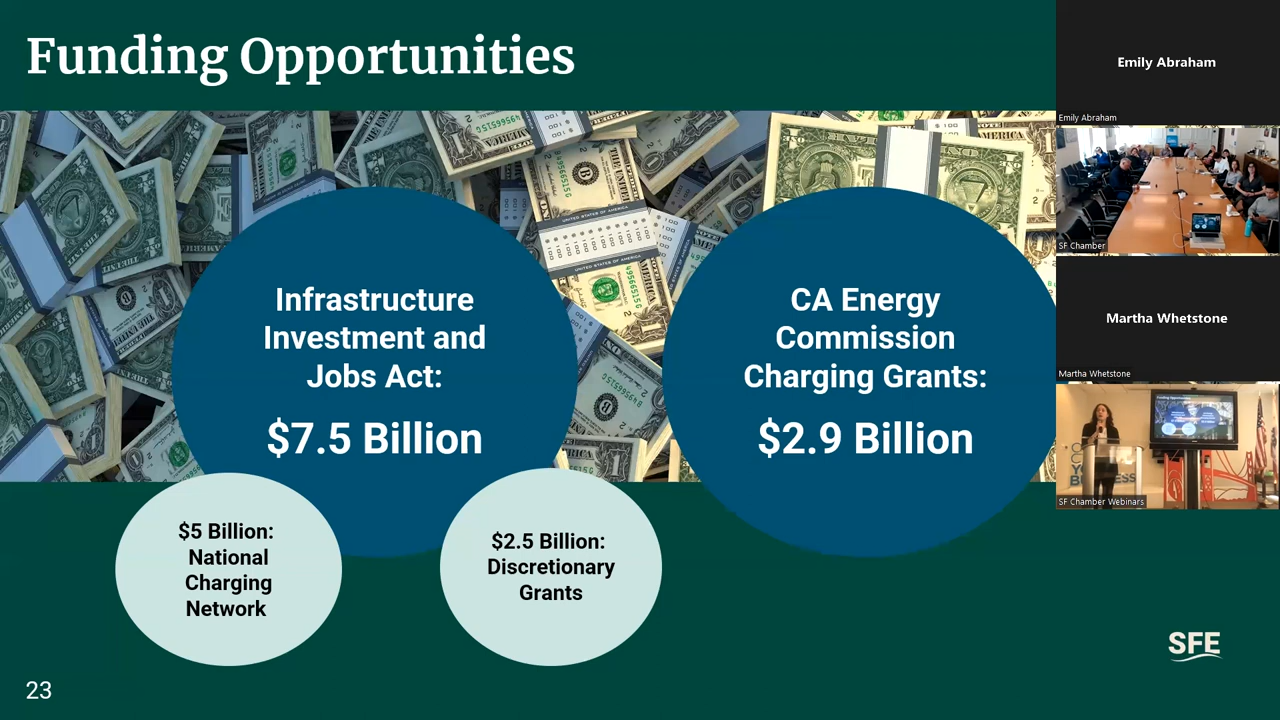 Funding Opportunities
Infrastructure
Investment and
Jobs Act:
$7.5 Billion
CA Energy
Commission
Charging Grants:
$2.9 Billion
$5 Billion:
National
Charging
Network
$2.5 Billion:
Discretionary
Grants
SFE
23
Emily Abraham
Emily Abraham
SF Chamber
Martha Whetstone
Martha Whetstone
SF Chamber Webinars